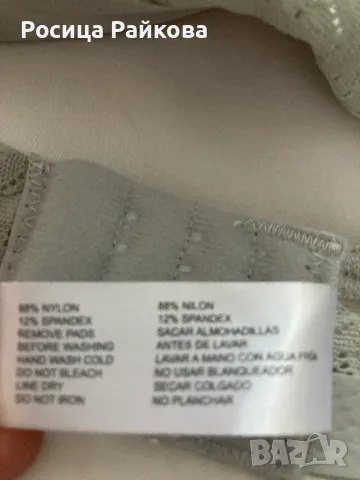 Росица Райкова
88% NYLON
12% SPANDEX
REMOVE PADS
BEFORE WASHING
HAND WASH COLD
DO NOT BLEACH
LINE DRY
DO NOT IRON
88% NILON
12% SPANDEX
SACAR ALMOHADILLAS
ANTES DE LAVAR
LAVAR A MANO CON AGUA FRIA
NO USAR BLANQUEADOR
SECAR COLGADO
NO PLANCHAR
BAZAR
bg